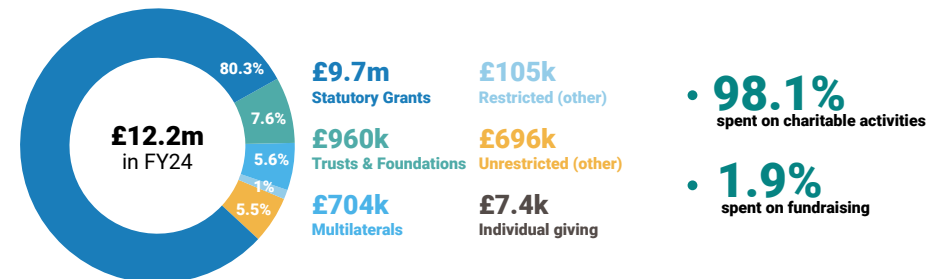 80.3%
7.6%
5.6%
1%
5.5%
£12.2m
in FY24
£9.7m
Statutory Grants
£105k
Restricted (other)
£960k
Trusts & Foundations
£696k
Unrestricted (other)
£704k
Multilaterals
£7.4k
Individual giving
• 98.1%
spent on charitable activities
• 1.9%
spent on fundraising